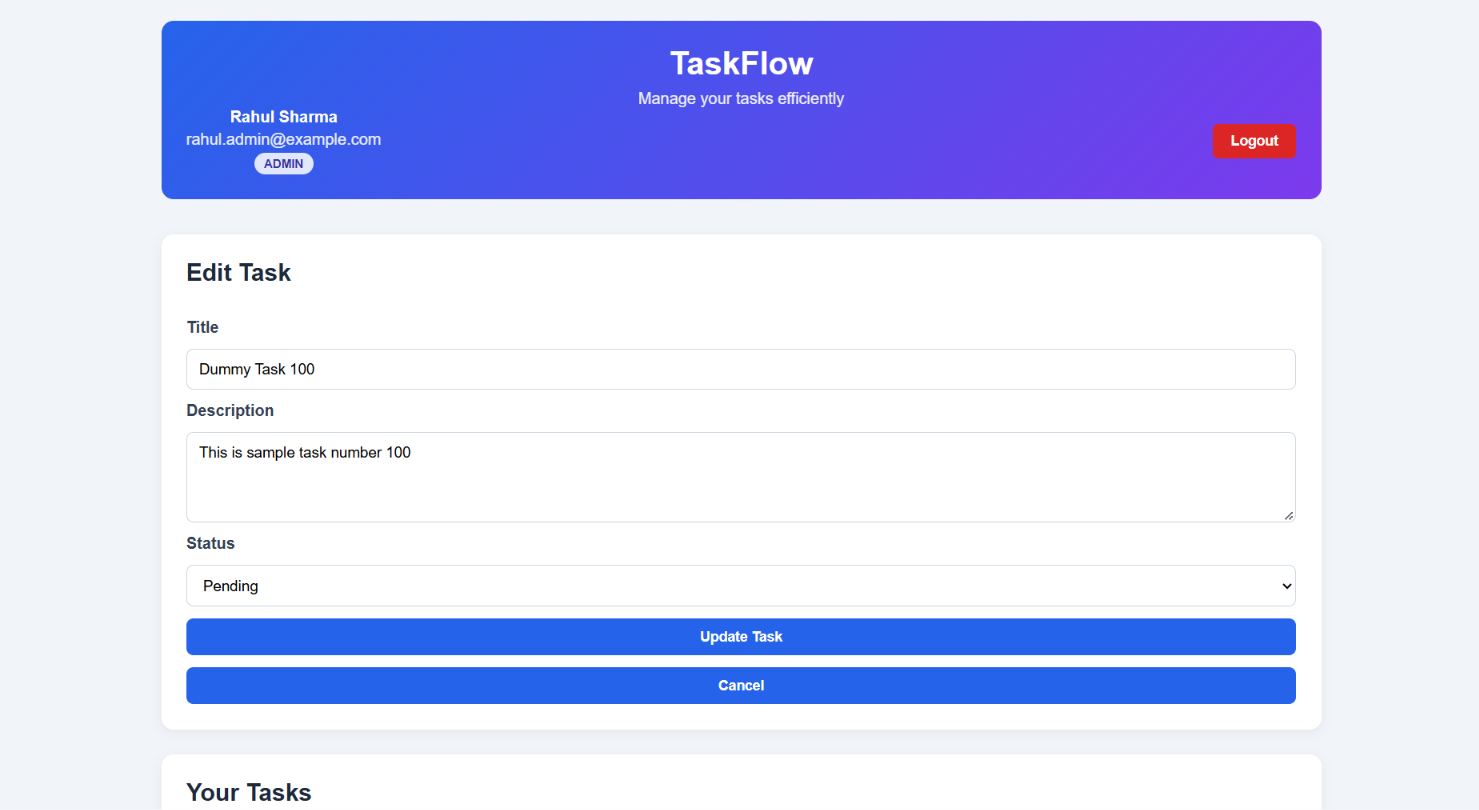 TaskFlow
Manage your tasks efficiently
Rahul Sharma
rahul.admin@example.com
ADMIN
Logout
Edit Task
Title
Dummy Task 100
Description
This is sample task number 100
Status
Pending
Update Task
Cancel
Your Tasks